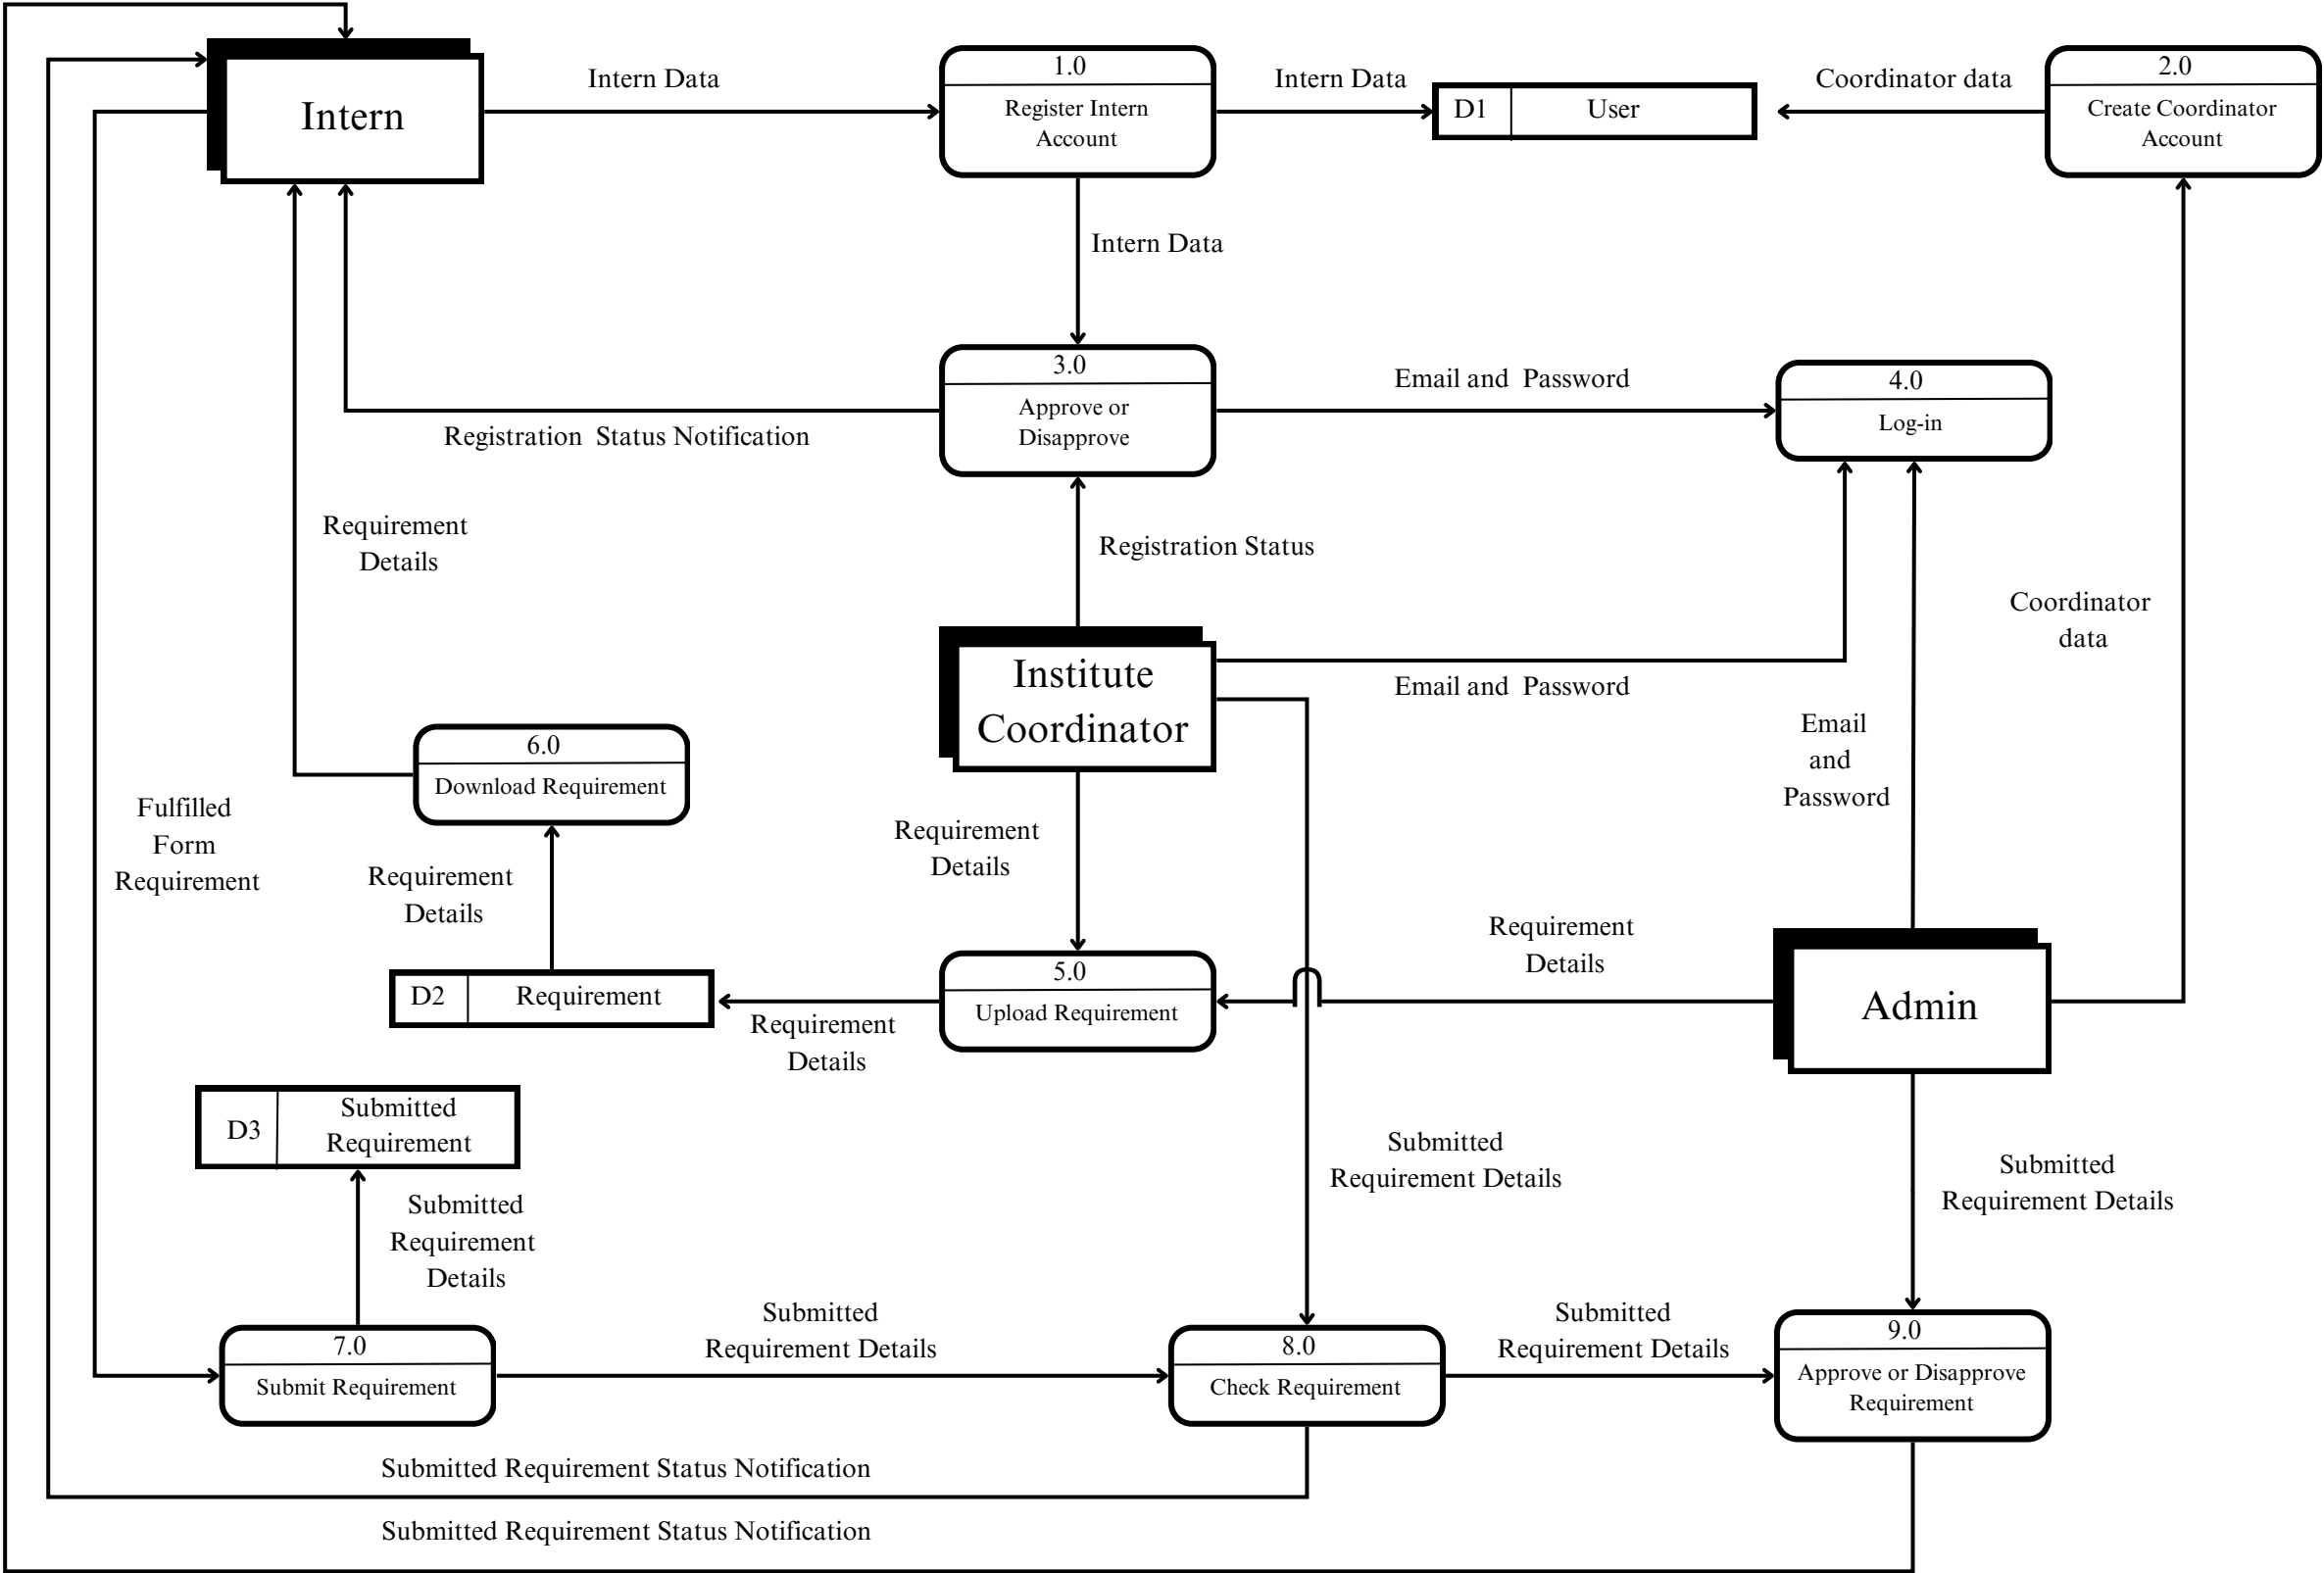 Intern
Intern Data
1.0
Register Intern
Account
Intern Data
D1
User
Coordinator data
2.0
Create Coordinator
Account
Intern Data
3.0
Approve or
Disapprove
Registration Status Notification
Email and Password
4.0
Log-in
Requirement
Details
Registration Status
Coordinator
data
Institute
Coordinator
Email and Password
Email
and
Password
6.0
Download Requirement
Fulfilled
Form
Requirement
Requirement
Details
Requirement
Details
Requirement
Details
D2
Requirement
Requirement
Details
5.0
Upload Requirement
Admin
D3
Submitted
Requirement
Submitted
Requirement Details
Submitted
Requirement Details
Submitted
Requirement
Details
7.0
Submit Requirement
Submitted
Requirement Details
8.0
Check Requirement
Submitted
Requirement Details
9.0
Approve or Disapprove
Requirement
Submitted Requirement Status Notification
Submitted Requirement Status Notification